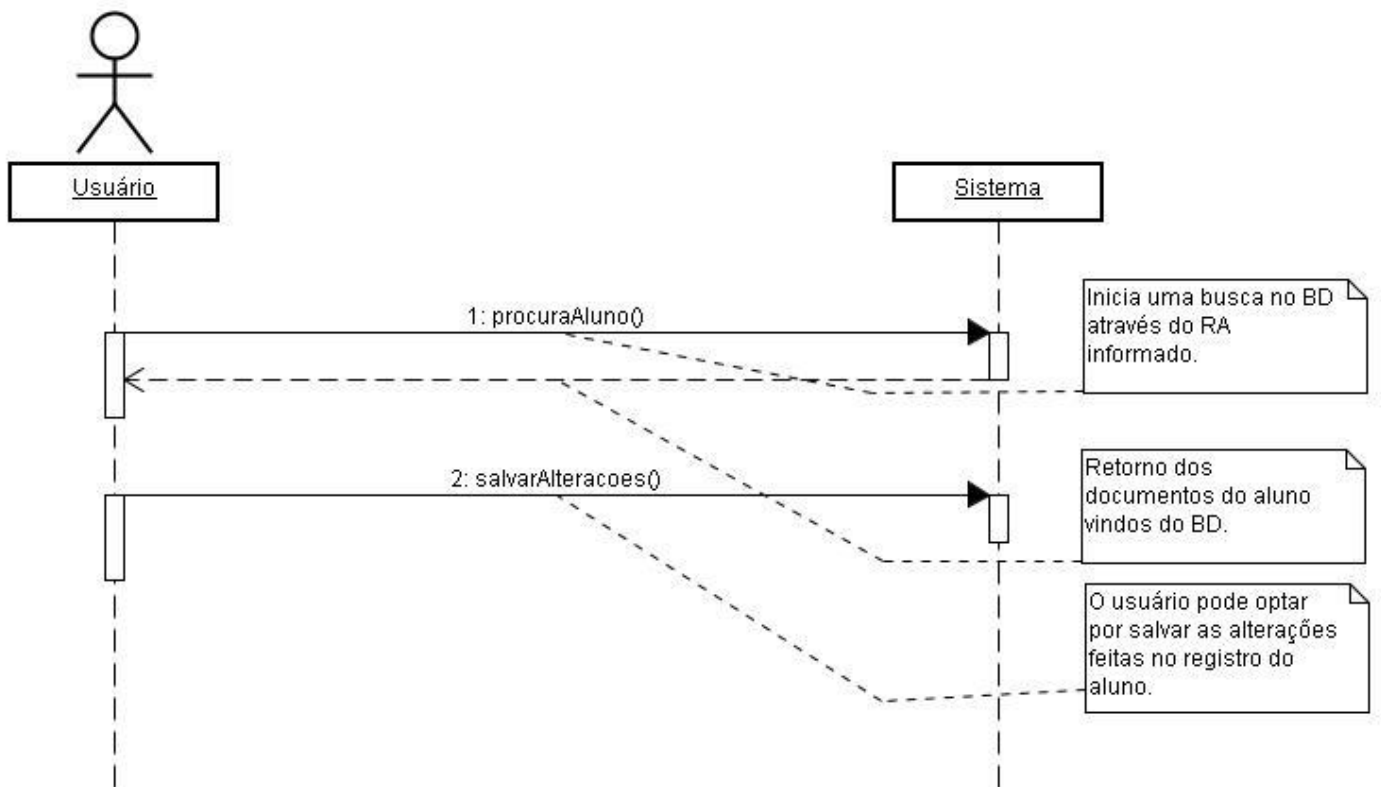 Usuário
Sistema
1: procuraAluno()
Inicia uma busca no BD
através do RA
informado.
2: salvarAlteracoes()
Retorno dos
documentos do aluno
vindos do BD.
O usuário pode optar
por salvar as alterações
feitas no registro do
aluno.